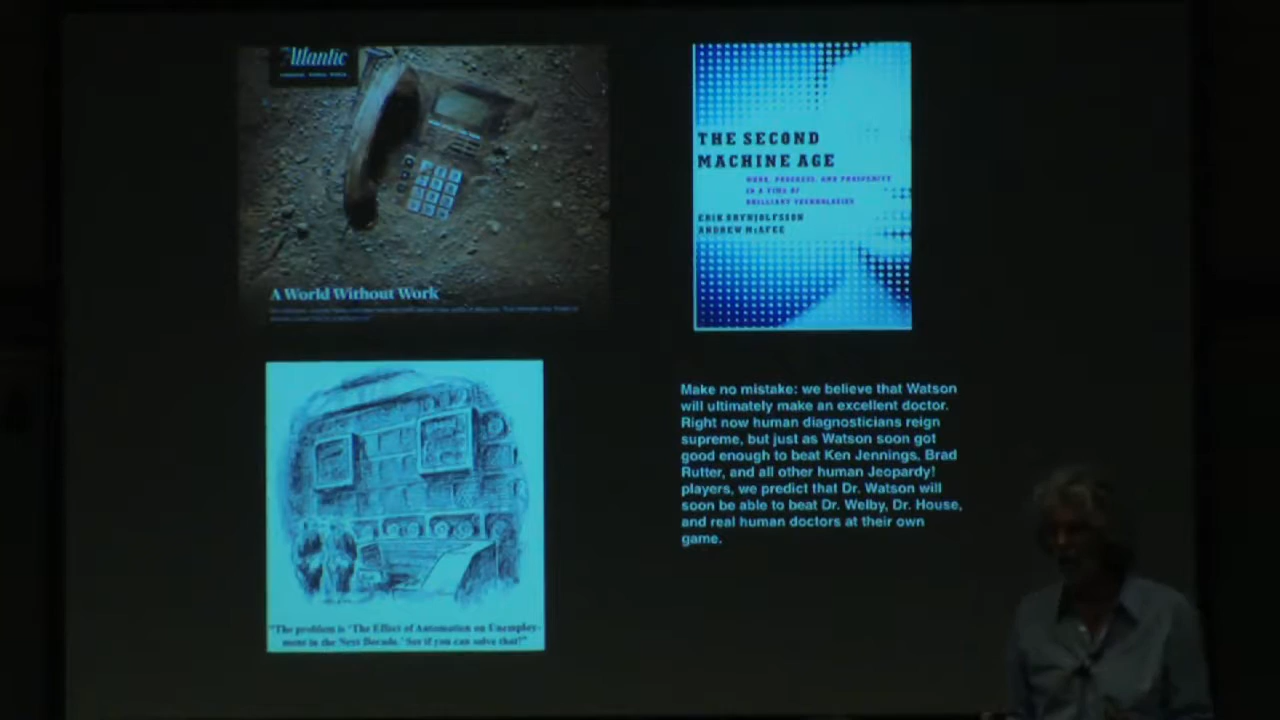 Atlantic
A World Without Work
THE SECOND
MACHINE AGE
WORK, PROGRESS, AND PROSPERITY
IN A TIME OF
BRILLIANT TECHNOLOGIES
ERIK BRYNJOLFSSON
ANDREW McAFEE
"The problem is 'The Effect of Automation on Unemploy-
ment in the Next Decade.' See if you can solve that!"
Make no mistake: we believe that Watson
will ultimately make an excellent doctor.
Right now human diagnosticians reign
supreme, but just as Watson soon got
good enough to beat Ken Jennings, Brad
Rutter, and all other human Jeopardy!
players, we predict that Dr. Watson will
soon be able to beat Dr. Welby, Dr. House,
and real human doctors at their own
game.